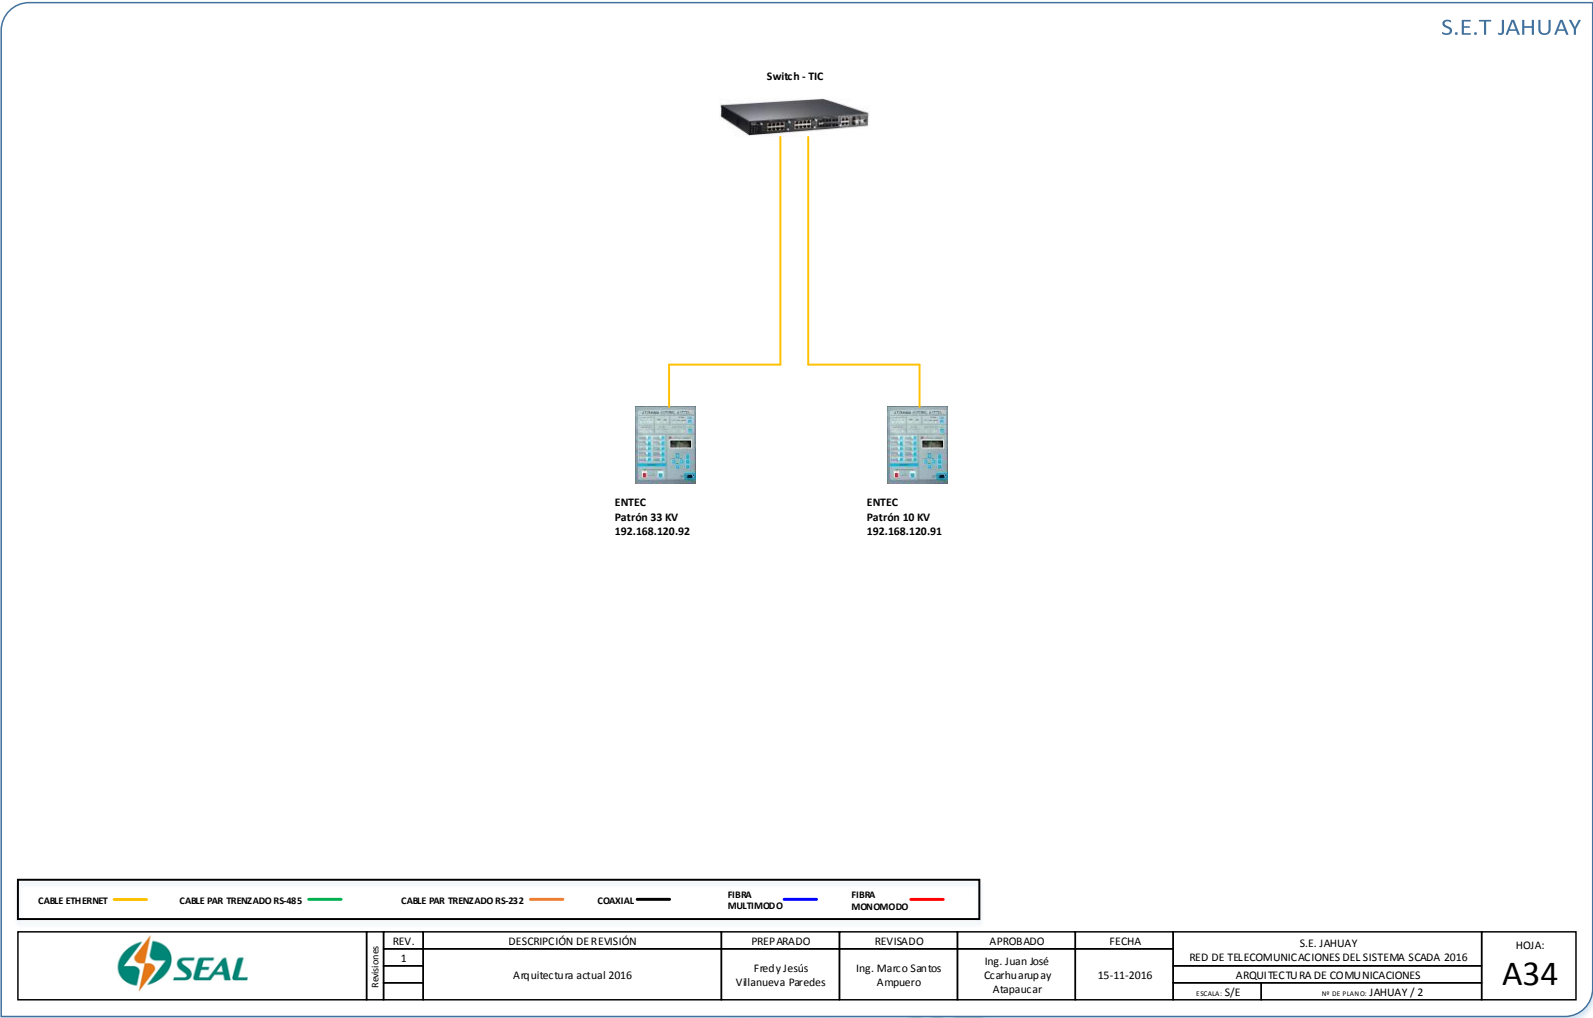 S.E.T JAHUAY
Switch - TIC
ENTEC
Patrón 33 KV
192.168.120.92
ENTEC
Patrón 10 KV
192.168.120.91
CABLE ETHERNET
CABLE PAR TRENZADO RS-485
CABLE PAR TRENZADO RS-232
COAXIAL
FIBRA
MULTIMODO
FIBRA
MONOMODO
SEAL
Revisiones
REV.
1
DESCRIPCIÓN DE REVISIÓN
Arquitectura actual 2016
PREPARADO
Fredy Jesús
Villanueva Paredes
REVISADO
Ing. Marco Santos
Ampuero
APROBADO
Ing. Juan José
Ccarhuarupay
Atapaucar
FECHA
15-11-2016
S.E. JAHUAY
RED DE TELECOMUNICACIONES DEL SISTEMA SCADA 2016
ARQUITECTURA DE COMUNICACIONES
ESCALA: S/E
Nº DE PLANO: JAHUAY / 2
HOJA:
A34